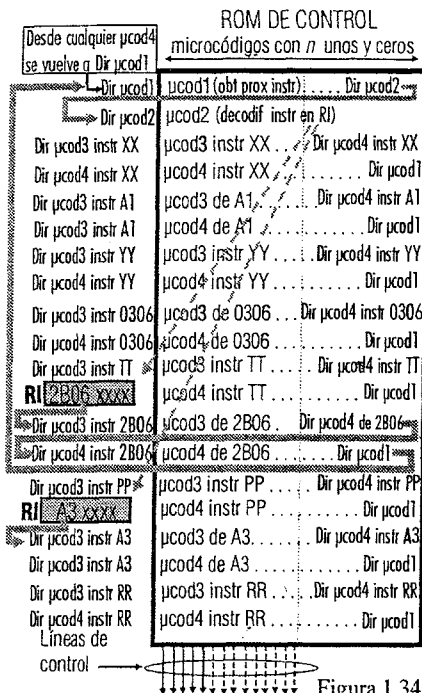 ROM DE CONTROL
microcódigos con n unos y ceros
Desde cualquier µcod4
se vuelve a Dir µcod1
Dir µcod1 µcod1 (obt prox instr) ..... Dir µcod2
Dir µcod2 µcod2 (decodif instr en RI)
Dir µcod3 instr XX µcod3 instr XX ... Dir µcod4 instr XX
Dir µcod4 instr XX µcod4 instr XX ....... Dir µcod1
Dir µcod3 instr A1 µcod3 de A1....... Dir µcod4 instr A1
Dir µcod3 instr A1 µcod4 de A1....... Dir µcod1
Dir µcod3 instr YY µcod3 instr YY ... Dir µcod4 instr YY
Dir µcod4 instr YY µcod4 instr YY ....... Dir µcod1
Dir µcod3 instr 0306 µcod3 de 0306 ... Dir µcod4 instr 0306
Dir µcod4 instr 0306 µcod4 de 0306 ....... Dir µcod1
Dir µcod3 instr TT µcod3 instr TT ..... Dir µcod4 instr TT
RI 2B06 xxxx µcod4 instr TT ....... Dir µcod1
Dir µcod3 instr 2B06 µcod3 de 2B06 . Dir µcod4 de 2B06
Dir µcod4 instr 2B06 µcod4 de 2B06 ..... Dir µcod1
Dir µcod3 instr PP µcod3 instr PP ..... Dir µcod4 instr PP
RI A3 xxxx µcod4 instr PP ....... Dir µcod1
Dir µcod3 instr A3 µcod3 de A3....... Dir µcod4 instr A3
Dir µcod3 instr A3 µcod4 de A3 ....... Dir µcod1
Dir µcod3 instr RR µcod3 instr RR .... Dir µcod4 instr RR
Dir µcod4 instr RR µcod4 instr RR ....... Dir µcod1
Líneas de
control
Figura 1.34